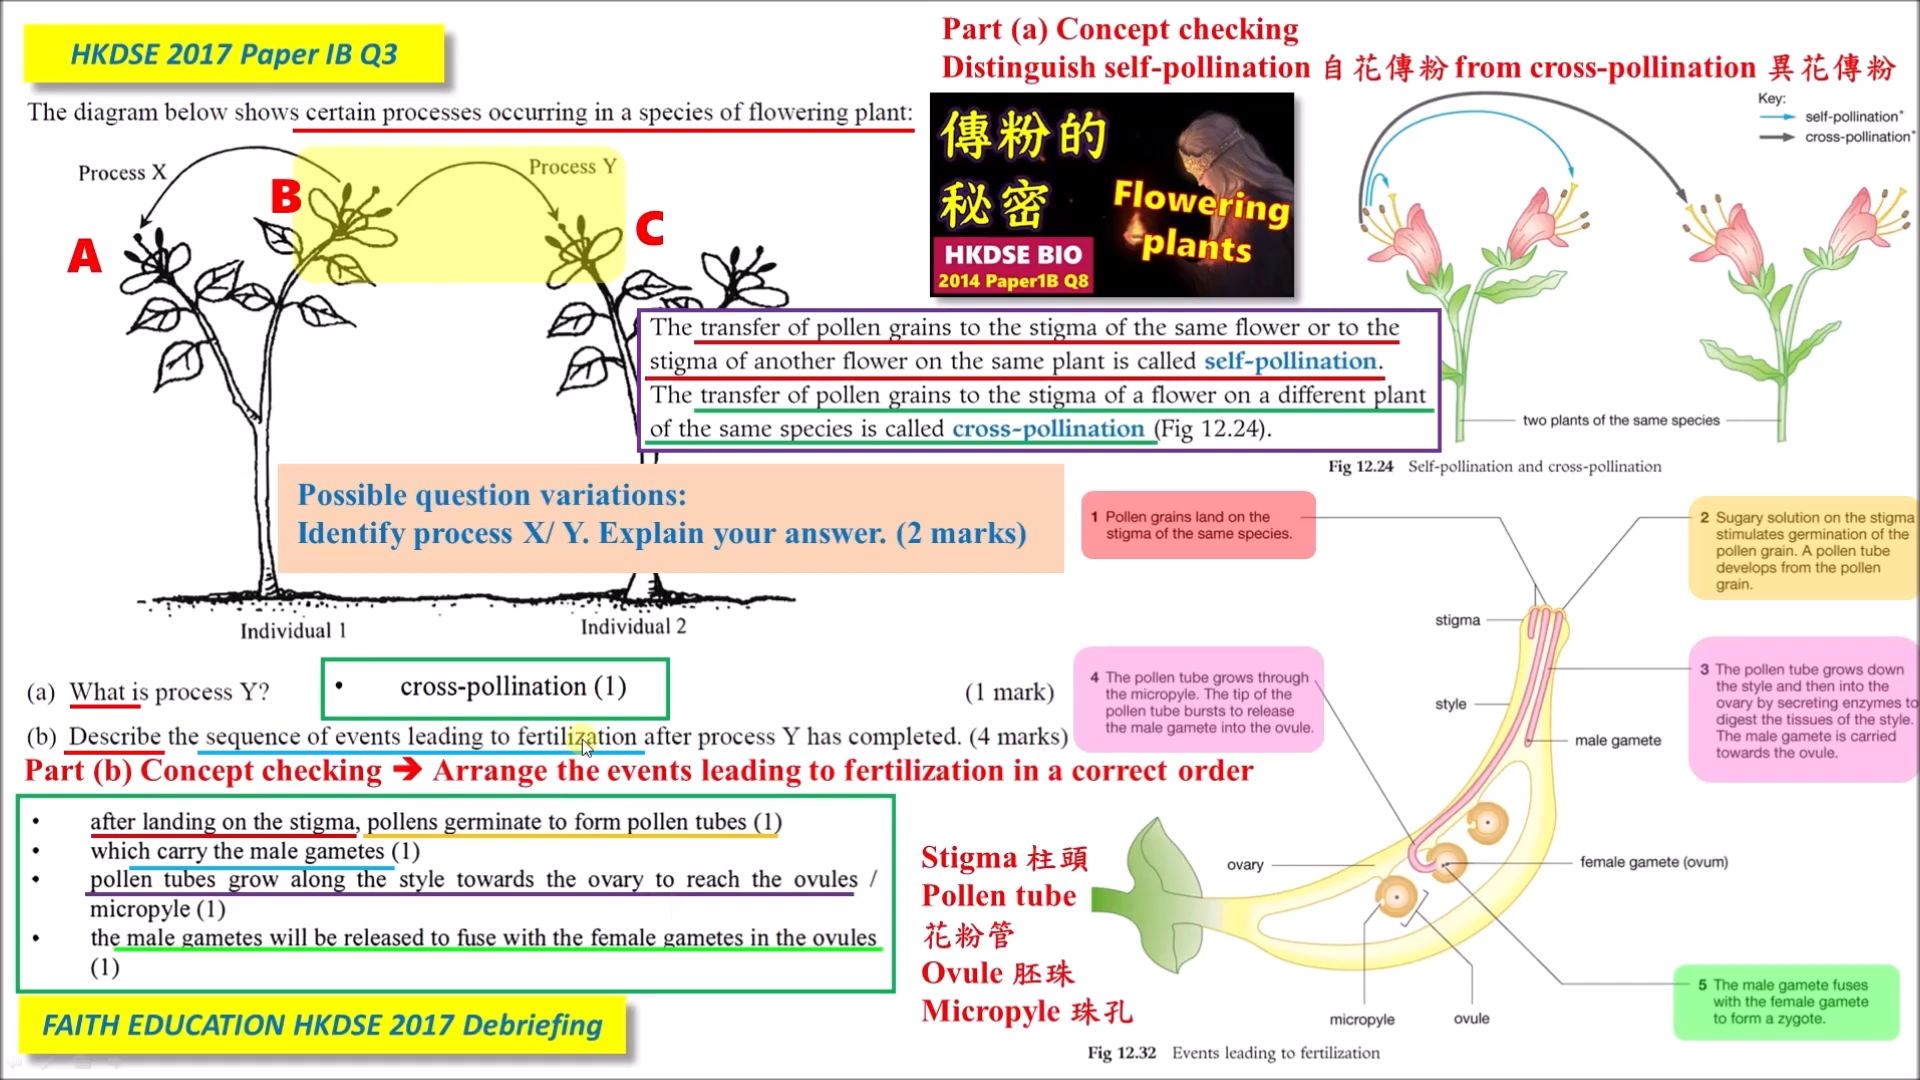 HKDSE 2017 Paper IB Q3
The diagram below shows certain processes occurring in a species of flowering plant:
Process X
Process Y
A
B
C
Individual 1
Individual 2
Part (a) Concept checking
Distinguish self-pollination 自花傳粉 from cross-pollination 異花傳粉
傳粉的
秘密
Flowering
plants
HKDSE BIO
2014 Paper1B Q8
Key:
self-pollination*
cross-pollination*
The transfer of pollen grains to the stigma of the same flower or to the
stigma of another flower on the same plant is called self-pollination.
The transfer of pollen grains to the stigma of a flower on a different plant
of the same species is called cross-pollination (Fig 12.24).
two plants of the same species
Fig 12.24 Self-pollination and cross-pollination
Possible question variations:
Identify process X/ Y. Explain your answer. (2 marks)
(a) What is process Y?
• cross-pollination (1)
(1 mark)
(b) Describe the sequence of events leading to fertilization after process Y has completed. (4 marks)
Part (b) Concept checking ➔ Arrange the events leading to fertilization in a correct order
• after landing on the stigma, pollens germinate to form pollen tubes (1)
• which carry the male gametes (1)
• pollen tubes grow along the style towards the ovary to reach the ovules /
micropyle (1)
• the male gametes will be released to fuse with the female gametes in the ovules
(1)
FAITH EDUCATION HKDSE 2017 Debriefing
Stigma 柱頭
Pollen tube
花粉管
Ovule 胚珠
Micropyle 珠孔
1 Pollen grains land on the
stigma of the same species.
2 Sugary solution on the stigma
stimulates germination of the
pollen grain. A pollen tube
develops from the pollen
grain.
3 The pollen tube grows down
the style and then into the
ovary by secreting enzymes to
digest the tissues of the style.
The male gamete is carried
towards the ovule.
4 The pollen tube grows through
the micropyle. The tip of the
pollen tube bursts to release
the male gamete into the ovule.
5 The male gamete fuses
with the female gamete
to form a zygote.
stigma
style
male gamete
ovary
female gamete (ovum)
micropyle
ovule
Fig 12.32 Events leading to fertilization